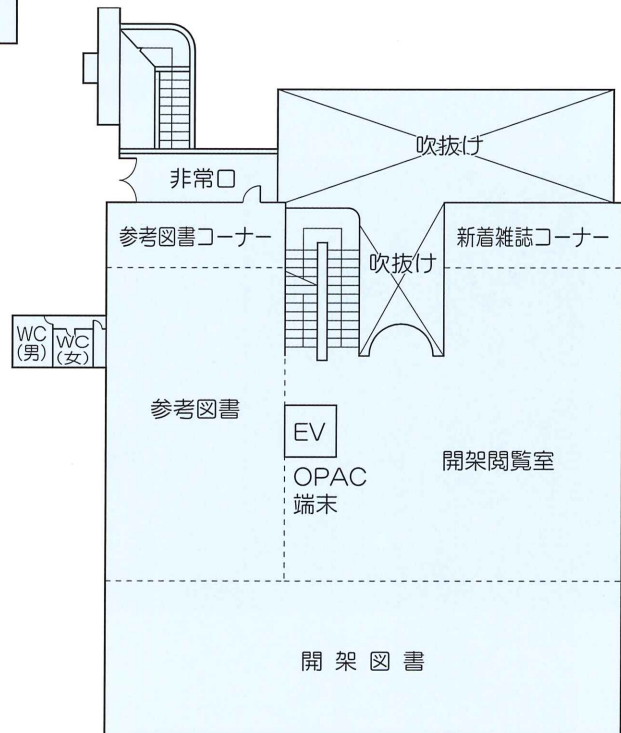 吹抜け
非常口
参考図書コーナー
吹抜け
新着雑誌コーナー
WC
(男)
WC
(女)
参考図書
EV
OPAC
端末
開架閲覧室
開架図書